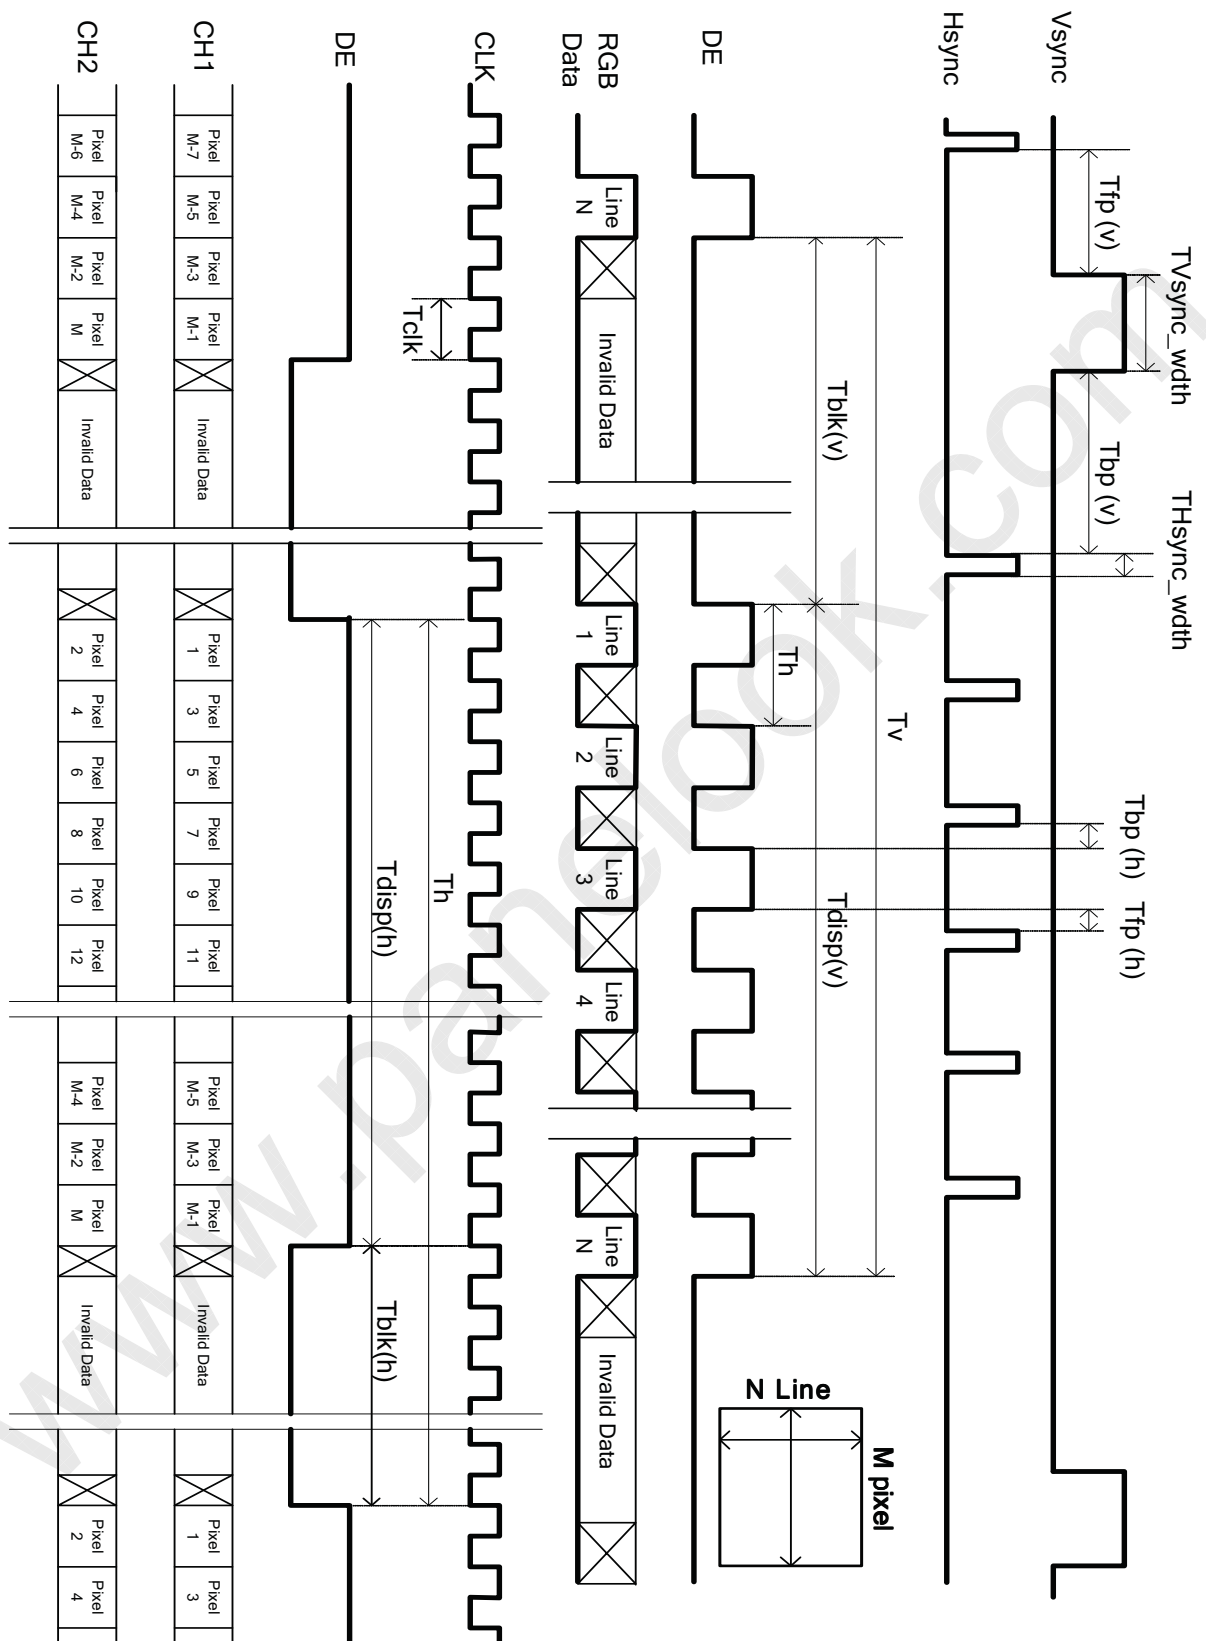 Vsync
TVsync_wdth
Tfp (v)
Tbp (v)
THsync_wdth
Hsync
Tbp (h)
Tfp (h)
Tv
Tblk(v)
Tdisp(v)
Th
DE
N Line
M pixel
RGB
Data
Line
N
Invalid Data
Line
1
Line
2
Line
3
Line
4
Line
N
Invalid Data
CLK
Tclk
Th
Tdisp(h)
Tblk(h)
DE
CH1
Pixel Pixel Pixel Pixel
M-7 M-5 M-3 M-1
Invalid Data
Pixel Pixel Pixel Pixel Pixel Pixel
1 3 5 7 9 11
Pixel Pixel Pixel
M-5 M-3 M-1
Invalid Data
Pixel Pixel
1 3
CH2
Pixel Pixel Pixel Pixel
M-6 M-4 M-2 M
Invalid Data
Pixel Pixel Pixel Pixel Pixel Pixel
2 4 6 8 10 12
Pixel Pixel Pixel
M-4 M-2 M
Invalid Data
Pixel Pixel
2 4
www.panelook.com